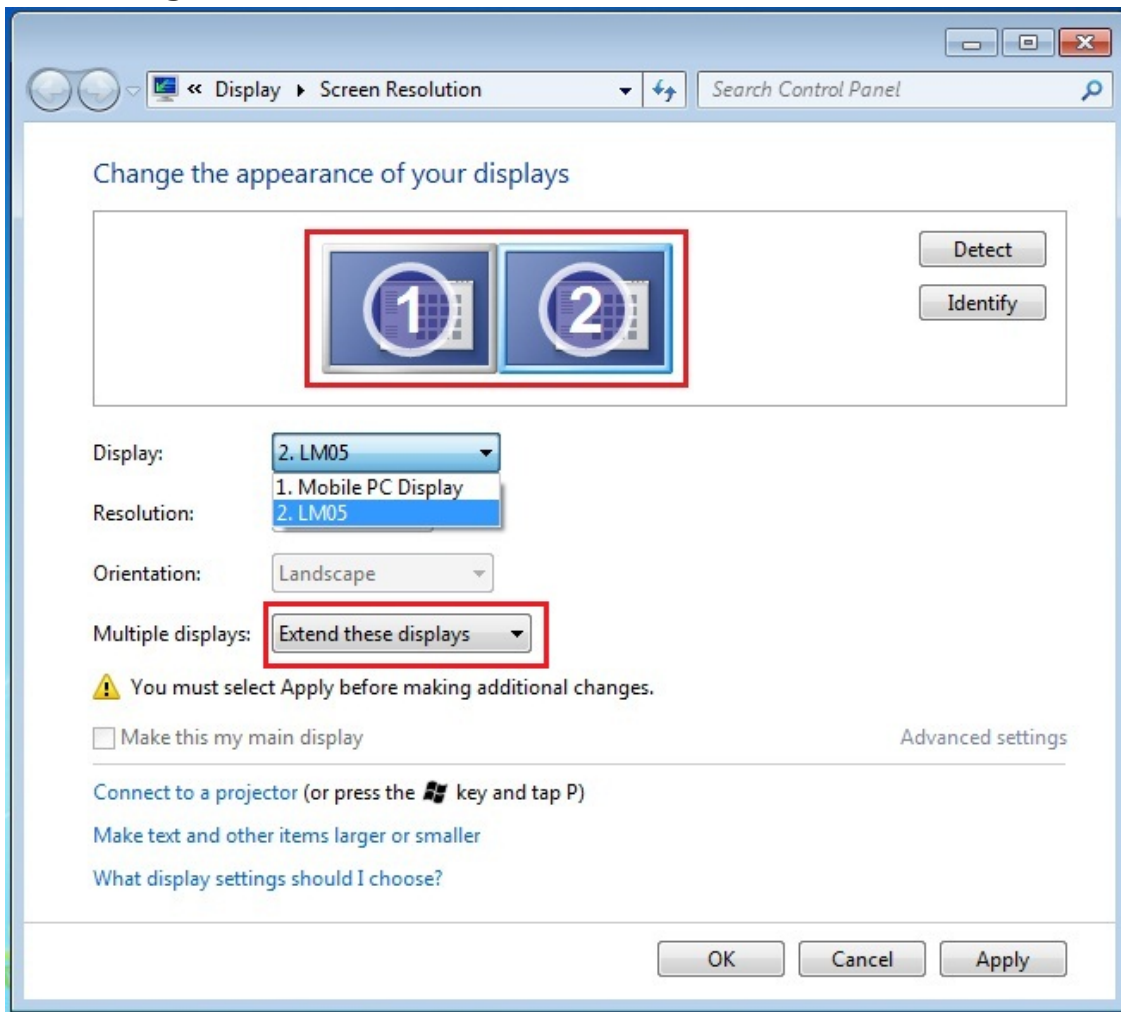 « Display ▸ Screen Resolution
Search Control Panel
Change the appearance of your displays
1
2
Detect
Identify
Display:
2. LM05
1. Mobile PC Display
2. LM05
Resolution:
Orientation:
Landscape
Multiple displays:
Extend these displays
You must select Apply before making additional changes.
Make this my main display
Advanced settings
Connect to a projector (or press the key and tap P)
Make text and other items larger or smaller
What display settings should I choose?
OK
Cancel
Apply